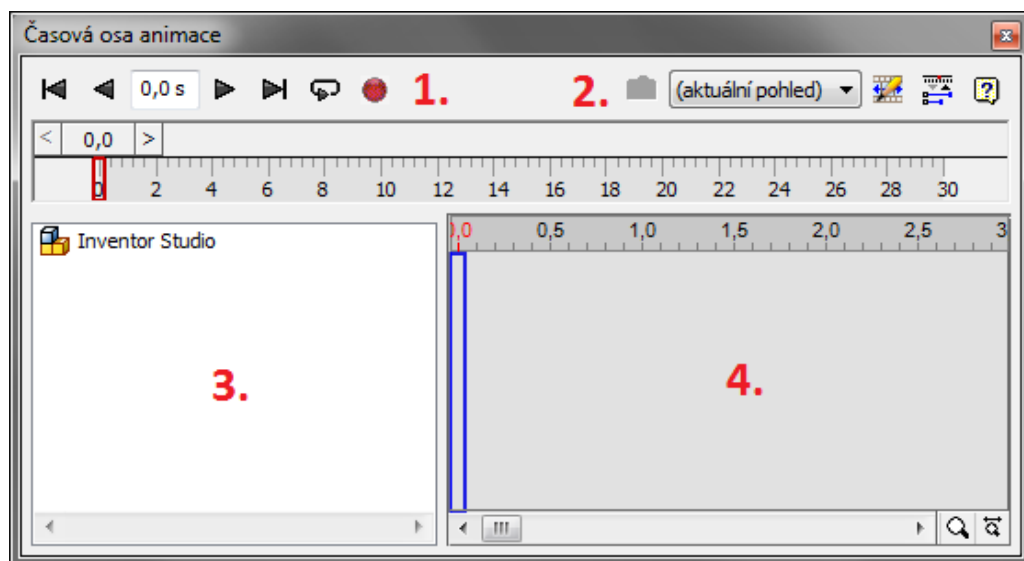 Časová osa animace
0,0 s 1. 2. (aktuální pohled)
< 0,0 >
0 2 4 6 8 10 12 14 16 18 20 22 24 26 28 30
Inventor Studio
0,0 0,5 1,0 1,5 2,0 2,5 3
3. 4.